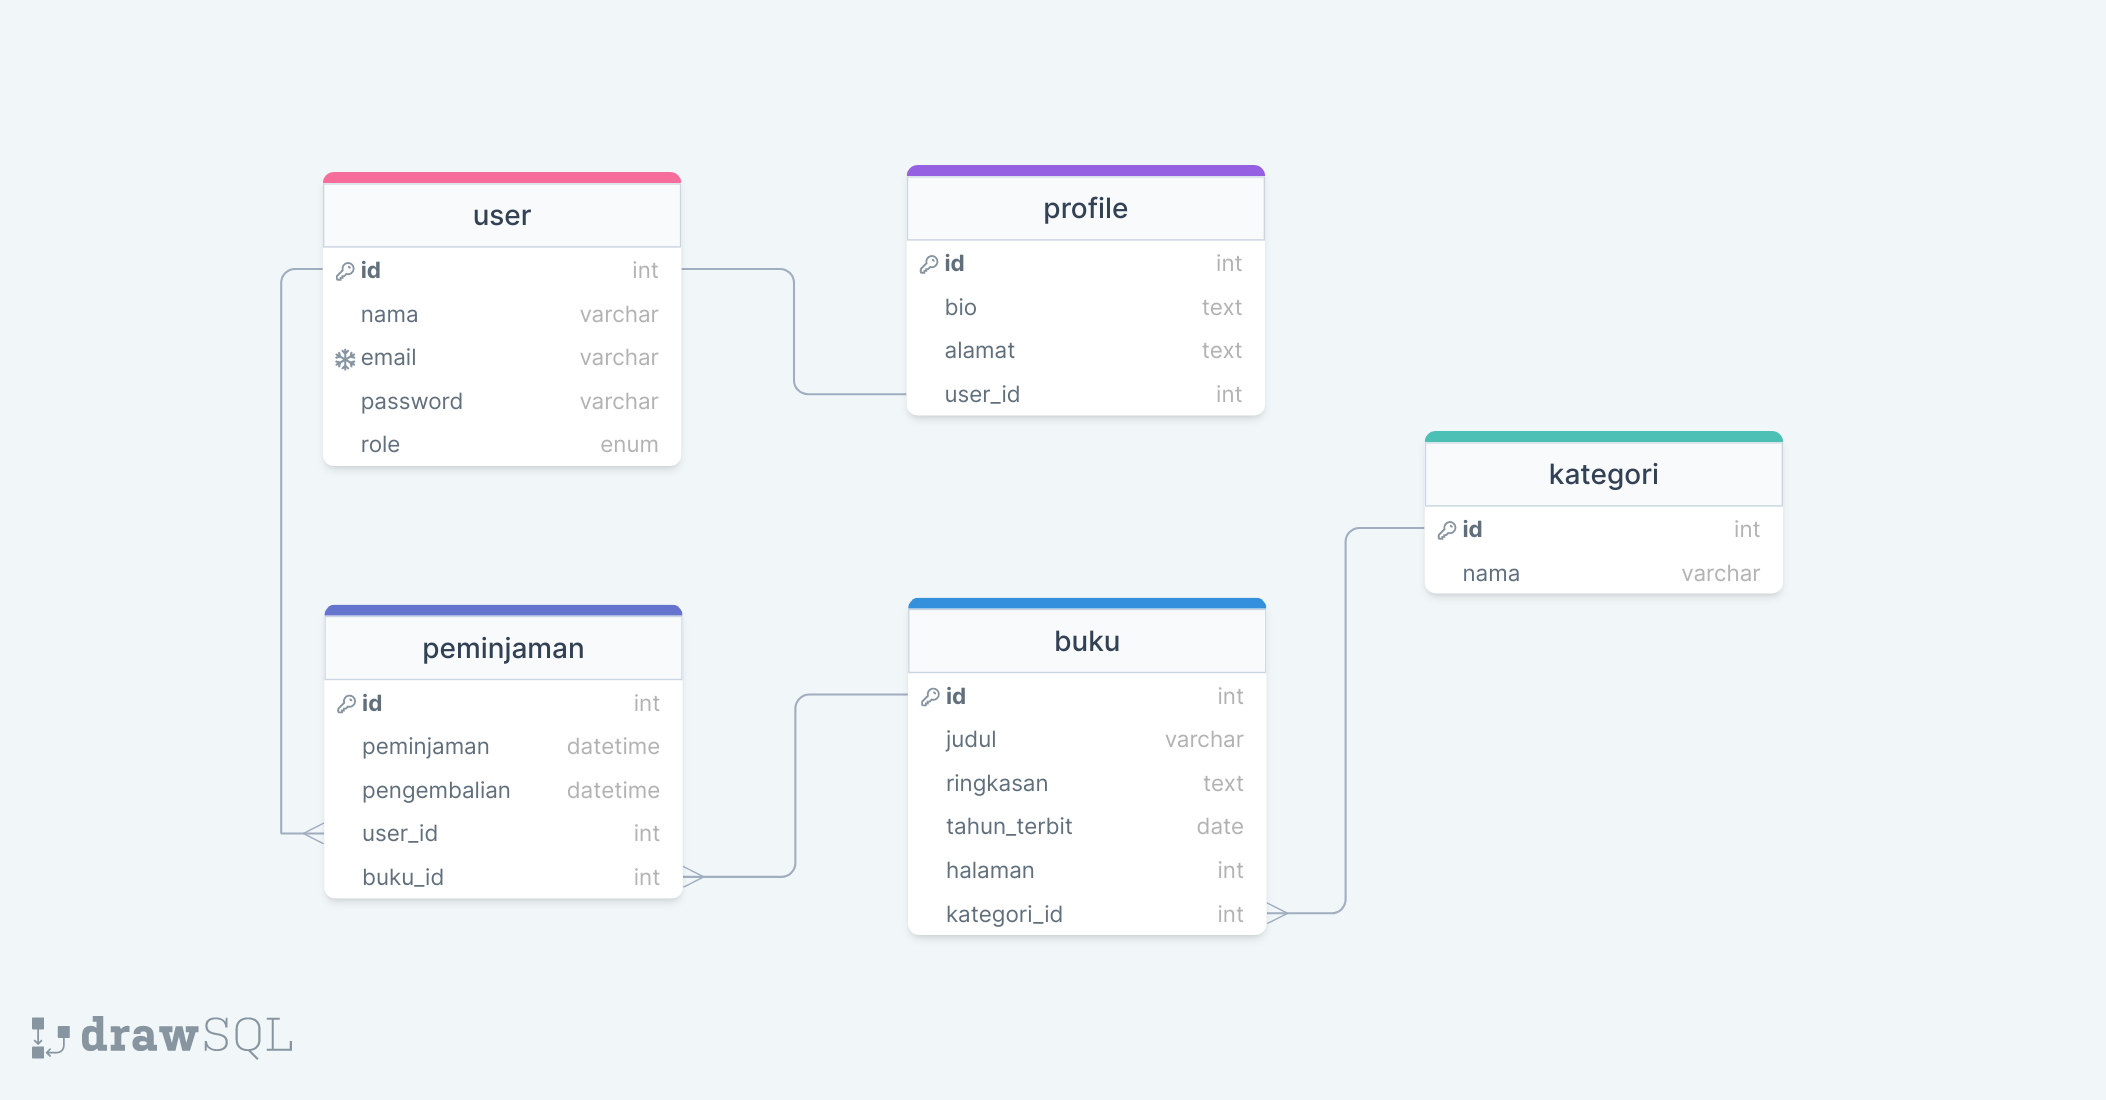 user
id int
nama varchar
email varchar
password varchar
role enum
profile
id int
bio text
alamat text
user_id int
kategori
id int
nama varchar
peminjaman
id int
peminjaman datetime
pengembalian datetime
user_id int
buku_id int
buku
id int
judul varchar
ringkasan text
tahun_terbit date
halaman int
kategori_id int
drawSQL